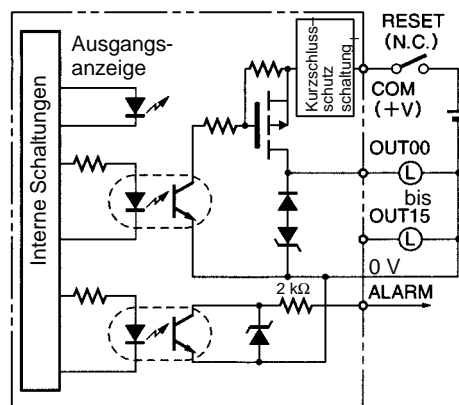 Interne Schaltungen
Ausgangs-
anzeige
Kurzschluss-
schutz
schaltung
RESET
(N.C.)
COM
(+V)
OUT00
L
bis
OUT15
L
0 V
2 kΩ
ALARM